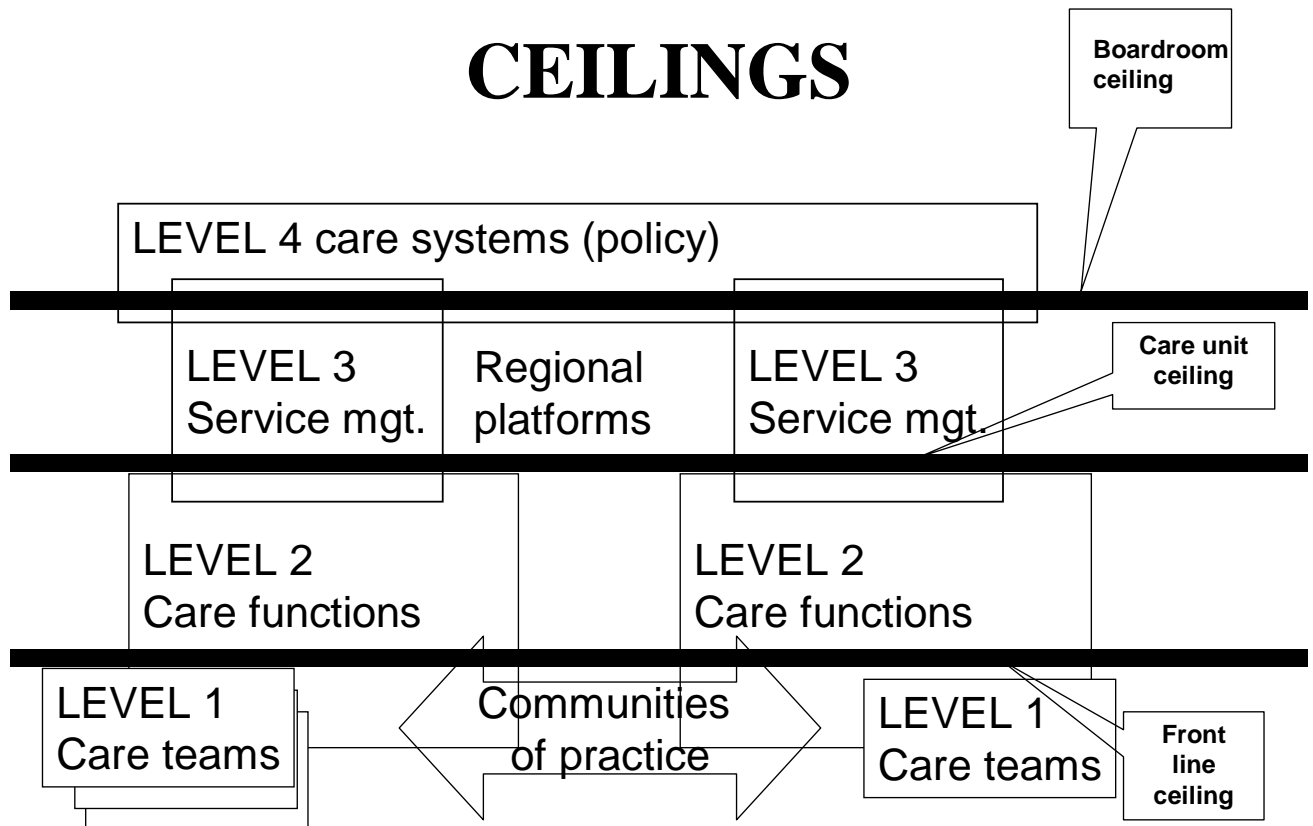 CEILINGS
Boardroom
ceiling
LEVEL 4 care systems (policy)
LEVEL 3
Service mgt.
Regional
platforms
LEVEL 3
Service mgt.
Care unit
ceiling
LEVEL 2
Care functions
LEVEL 2
Care functions
LEVEL 1
Care teams
Communities
of practice
LEVEL 1
Care teams
Front
line
ceiling